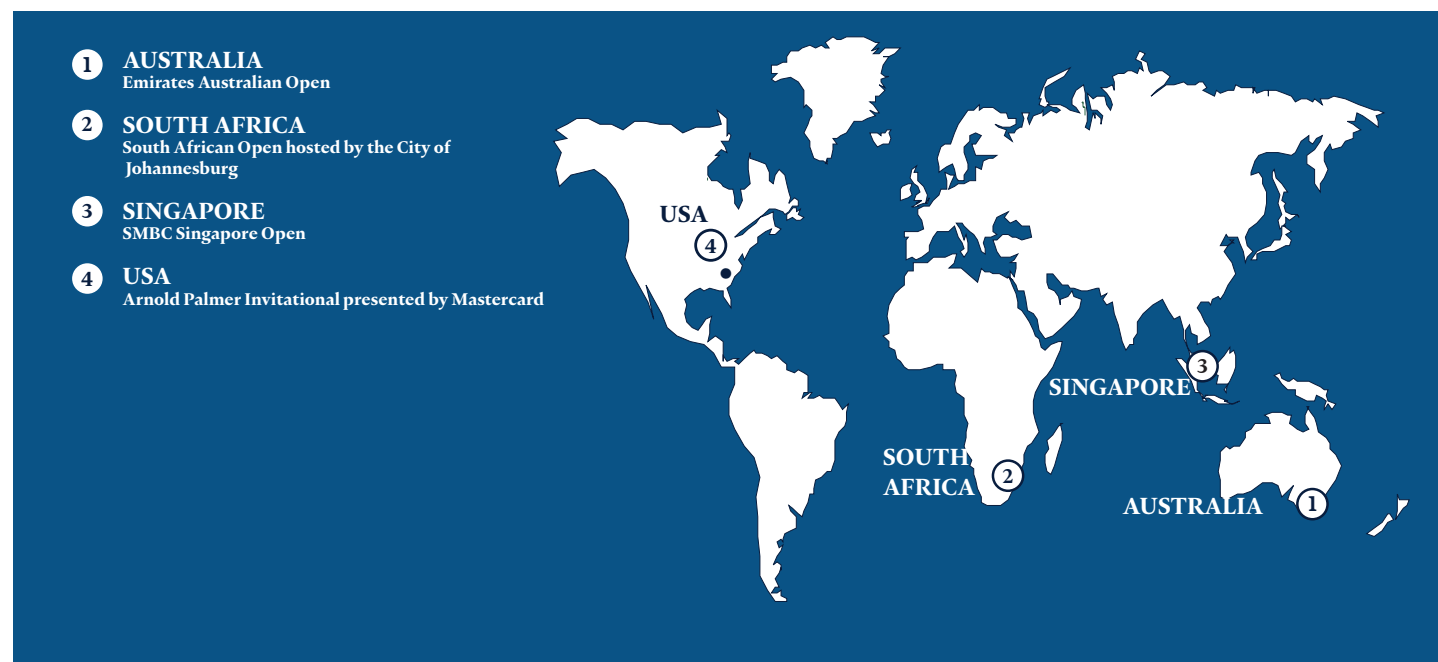 1 AUSTRALIA
Emirates Australian Open
2 SOUTH AFRICA
South African Open hosted by the City of
Johannesburg
3 SINGAPORE
SMBC Singapore Open
4 USA
Arnold Palmer Invitational presented by Mastercard
USA
4
3
SINGAPORE
SOUTH
AFRICA
2
AUSTRALIA
1